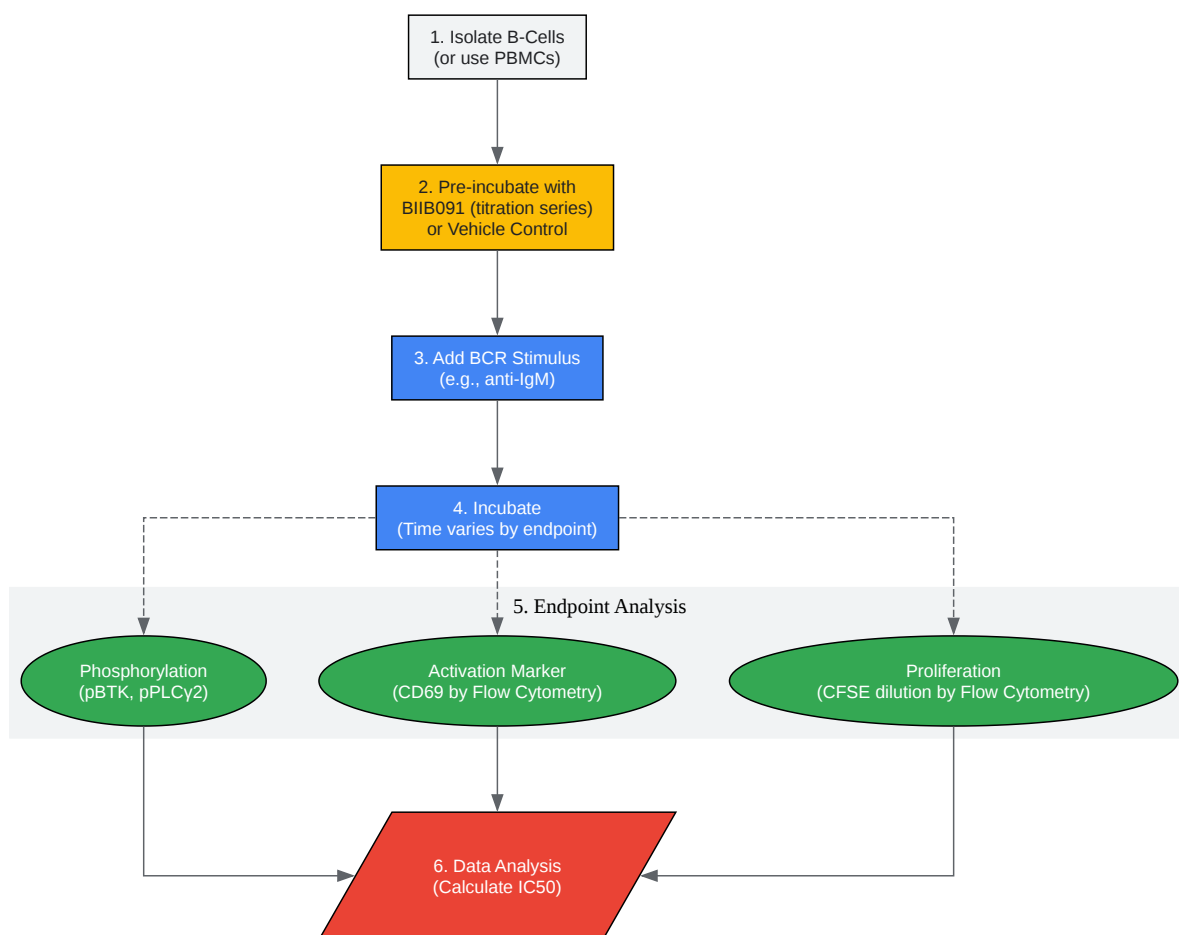 1. Isolate B-Cells
(or use PBMCs)
2. Pre-incubate with
BIIB091 (titration series)
or Vehicle Control
3. Add BCR Stimulus
(e.g., anti-IgM)
4. Incubate
(Time varies by endpoint)
5. Endpoint Analysis
Phosphorylation
(pBTK, pPLCγ2)
Activation Marker
(CD69 by Flow Cytometry)
Proliferation
(CFSE dilution by Flow Cytometry)
6. Data Analysis
(Calculate IC50)